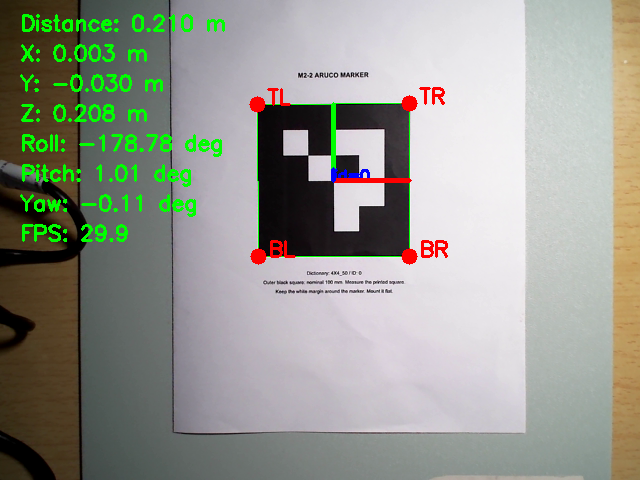 Distance: 0.210 m
X: 0.003 m
Y: -0.030 m
Z: 0.208 m
Roll: -178.78 deg
Pitch: 1.01 deg
Yaw: -0.11 deg
FPS: 29.9
M2-2 ARUCO MARKER
TL
TR
BL
BR
Dictionary: 4X4_50 / ID: 0
Outer black square: nominal 100 mm. Measure the printed square.
Keep the white margin around the marker. Mount it flat.